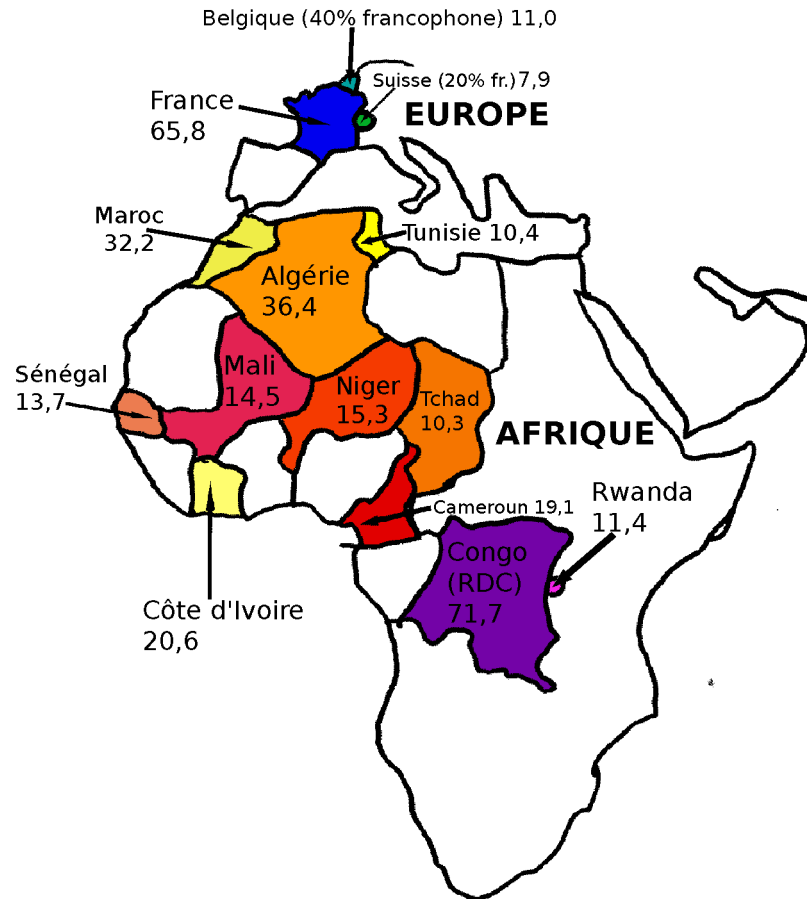 Belgique (40% francophone) 11,0
Suisse (20% fr.) 7,9
France
65,8
EUROPE
Maroc
32,2
Tunisie 10,4
Algérie
36,4
Sénégal
13,7
Mali
14,5
Niger
15,3
Tchad
10,3
AFRIQUE
Cameroun 19,1
Rwanda
11,4
Congo
(RDC)
71,7
Côte d'Ivoire
20,6